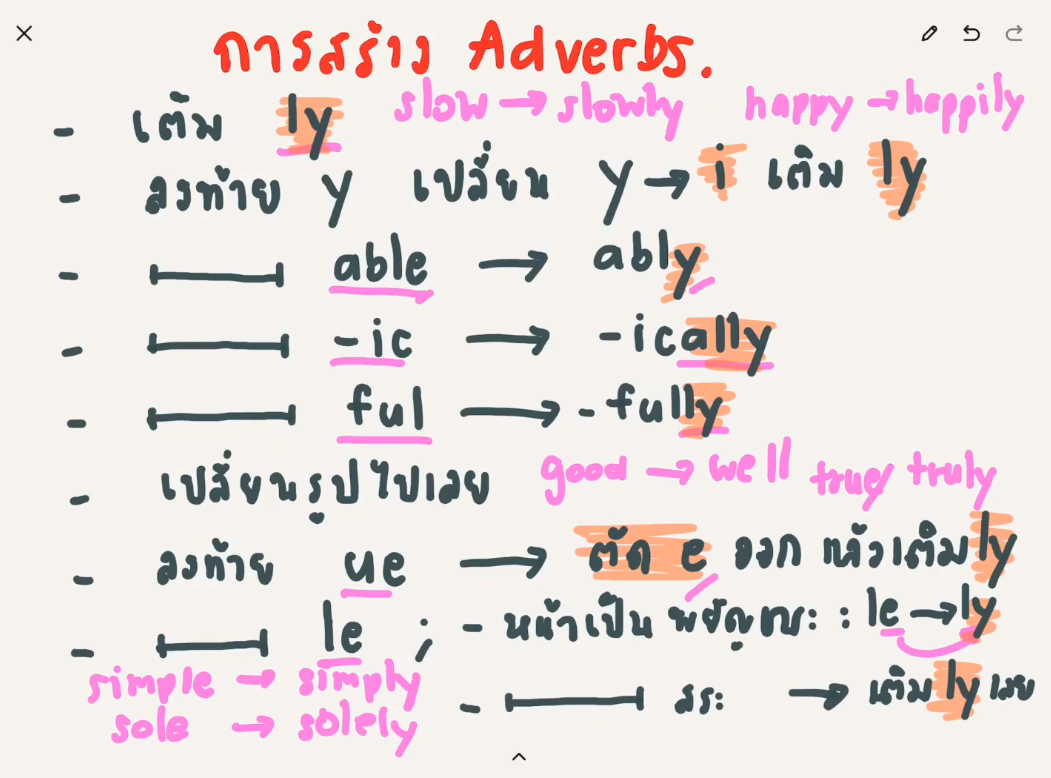 การสร้าง Adverbs.
- เติม ly slow → slowly happy → happily
- ลงท้าย y เปลี่ยน y → i เติม ly
- able → ably
- -ic → -ically
- ful → -fully
- เปลี่ยนรูปไปเลย good → well true/truly
- ลงท้าย ue → ตัด e ออก แล้วเติม ly
- le ; - หน้าเป็น พยัญชนะ : le → ly
simple → simply - สระ → เติม ly เลย
sole → solely